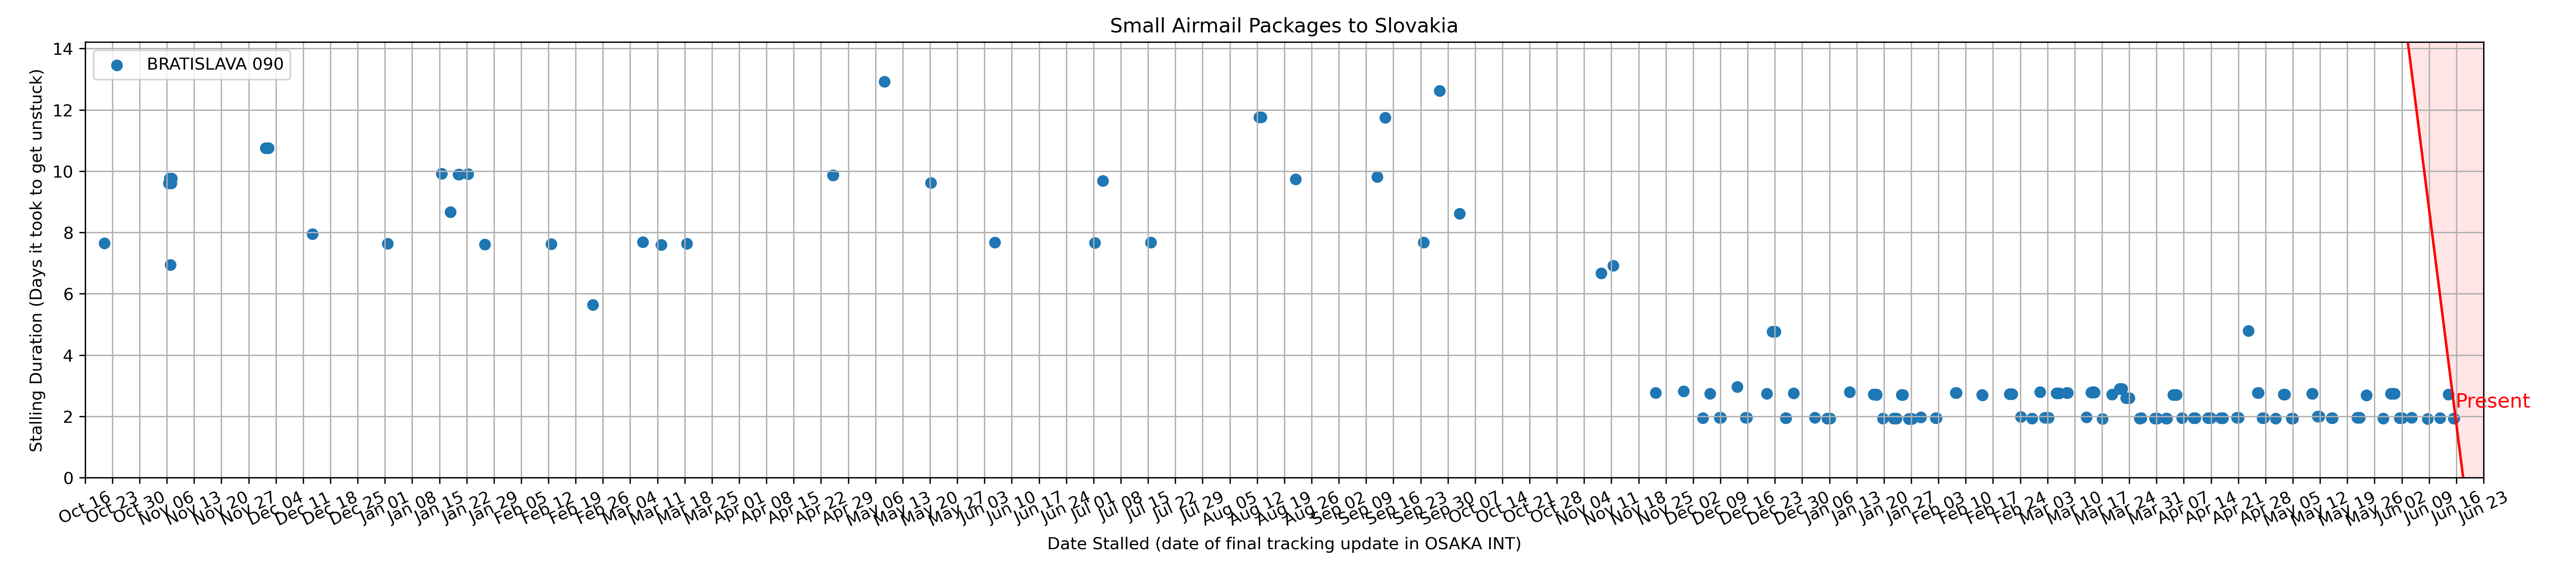 Small Airmail Packages to Slovakia
BRATISLAVA 090
Stalling Duration (Days it took to get unstuck)
14
12
10
8
6
4
2
0
Present
Oct 16 Oct 23 Oct 30 Nov 06 Nov 13 Nov 20 Nov 27 Dec 04 Dec 11 Dec 18 Dec 25 Jan 01 Jan 08 Jan 15 Jan 22 Jan 29 Feb 05 Feb 12 Feb 19 Feb 26 Mar 04 Mar 11 Mar 18 Mar 25 Apr 01 Apr 08 Apr 15 Apr 22 Apr 29 May 06 May 13 May 20 May 27 Jun 03 Jun 10 Jun 17 Jun 24 Jul 01 Jul 08 Jul 15 Jul 22 Jul 29 Aug 05 Aug 12 Aug 19 Aug 26 Sep 02 Sep 09 Sep 16 Sep 23 Sep 30 Oct 07 Oct 14 Oct 21 Oct 28 Nov 04 Nov 11 Nov 18 Nov 25 Dec 02 Dec 09 Dec 16 Dec 23 Dec 30 Jan 06 Jan 13 Jan 20 Jan 27 Feb 03 Feb 10 Feb 17 Feb 24 Mar 03 Mar 10 Mar 17 Mar 24 Mar 31 Apr 07 Apr 14 Apr 21 Apr 28 May 05 May 12 May 19 May 26 Jun 02 Jun 09 Jun 16 Jun 23
Date Stalled (date of final tracking update in OSAKA INT)